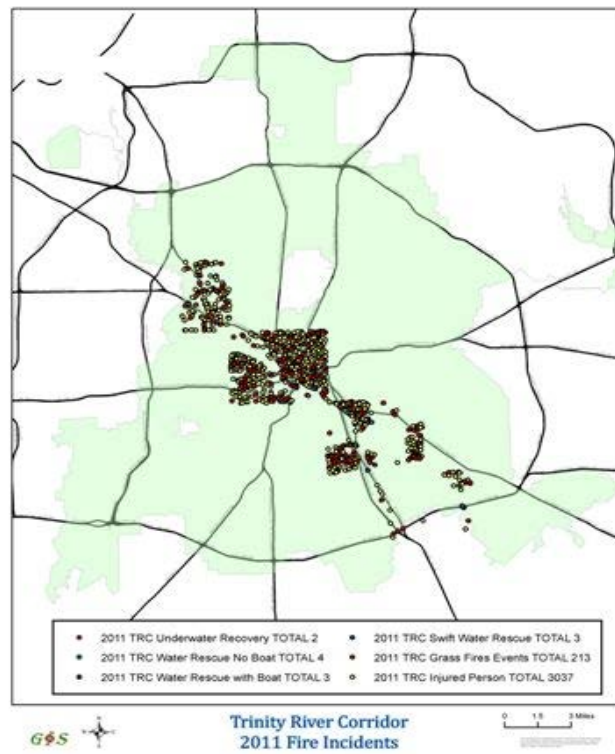 2011 TRC Underwater Recovery TOTAL 2
2011 TRC Water Rescue No Boat TOTAL 4
2011 TRC Water Rescue with Boat TOTAL 3
2011 TRC Swift Water Rescue TOTAL 3
2011 TRC Grass Fires Events TOTAL 213
2011 TRC Injured Person TOTAL 3037
Trinity River Corridor
2011 Fire Incidents
0 1.5 3 Miles